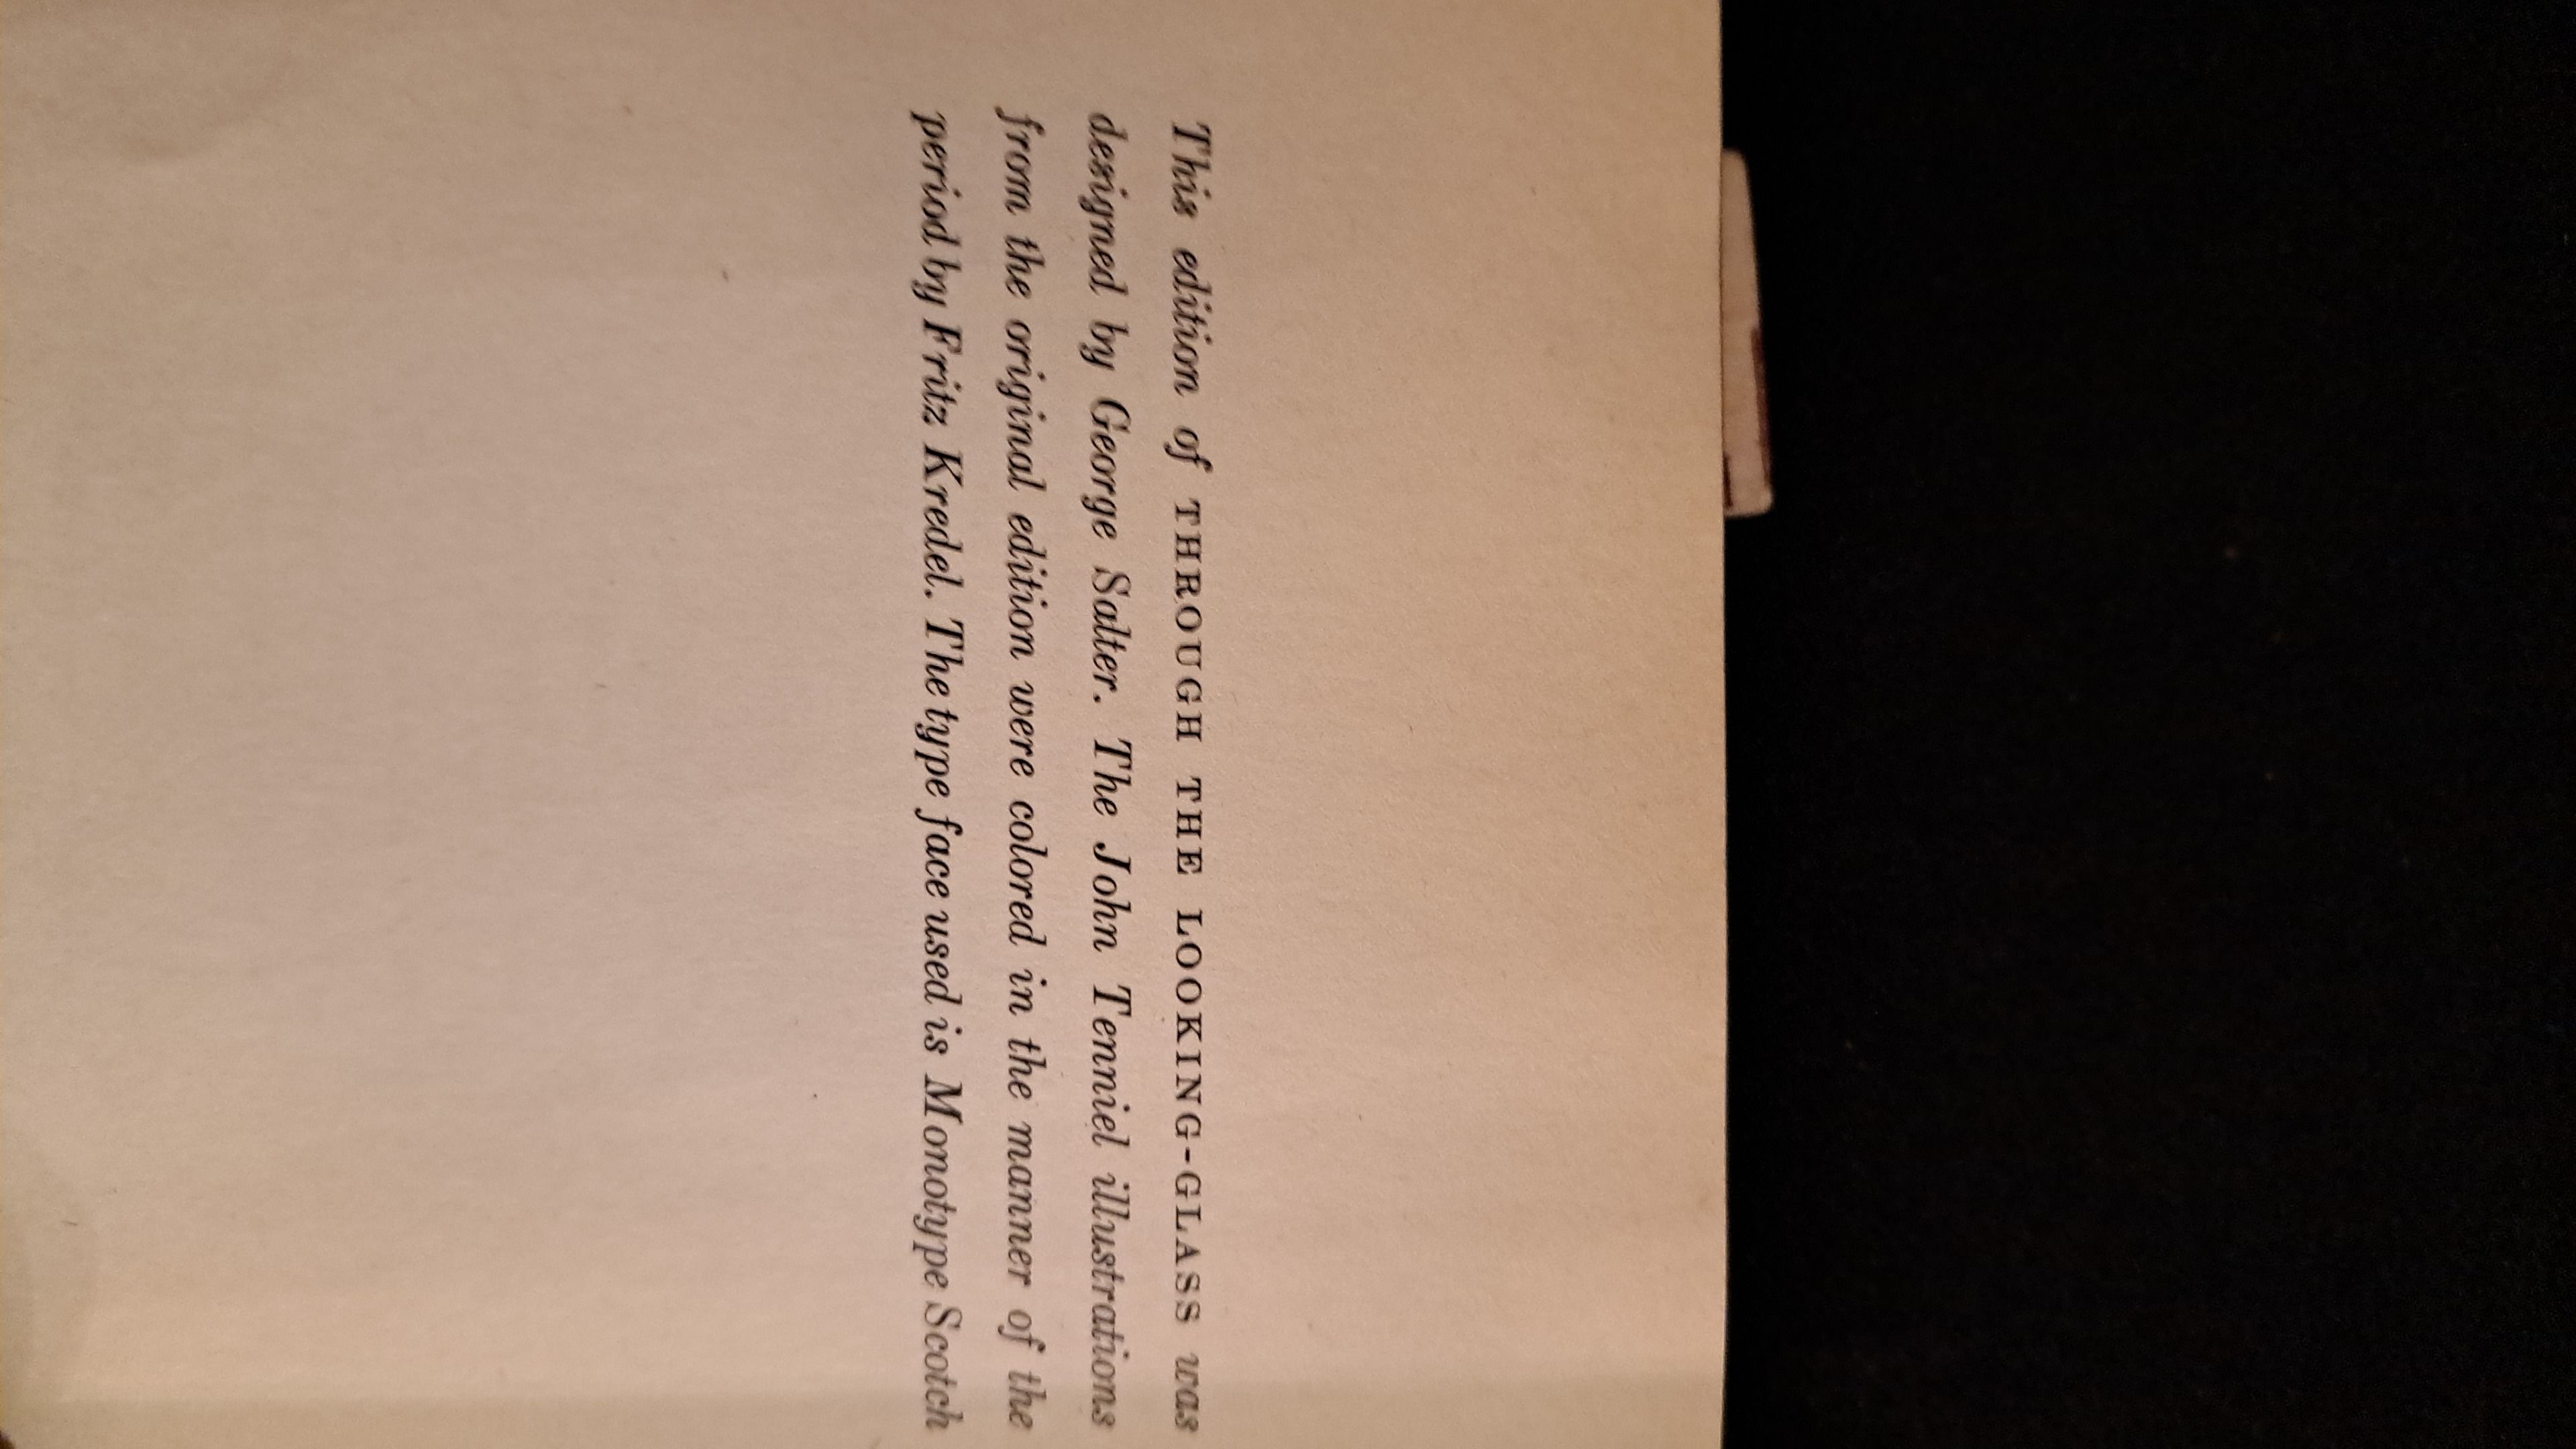 This edition of THROUGH THE LOOKING-GLASS was
designed by George Salter. The John Tenniel illustrations
from the original edition were colored in the manner of the
period by Fritz Kredel. The type face used is Monotype Scotch